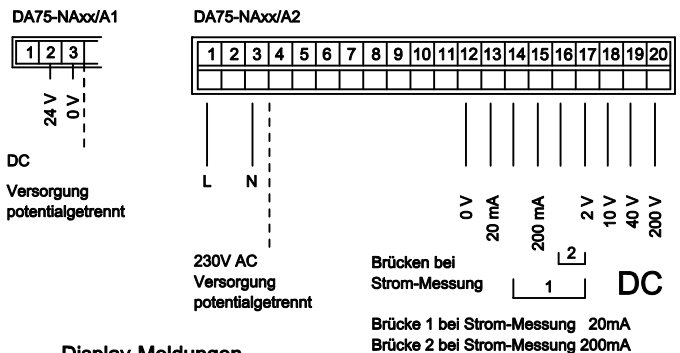 DA75-NAxx/A1
DA75-NAxx/A2
1 2 3
1 2 3 4 5 6 7 8 9 10 11 12 13 14 15 16 17 18 19 20
24 V
0 V
DC
Versorgung
potentialgetrennt
L
N
230V AC
Versorgung
potentialgetrennt
0 V
20 mA
200 mA
2 V
10 V
40 V
200 V
Brücken bei
Strom-Messung
2
1
DC
Brücke 1 bei Strom-Messung 20mA
Brücke 2 bei Strom-Messung 200mA
Display-Meldungen